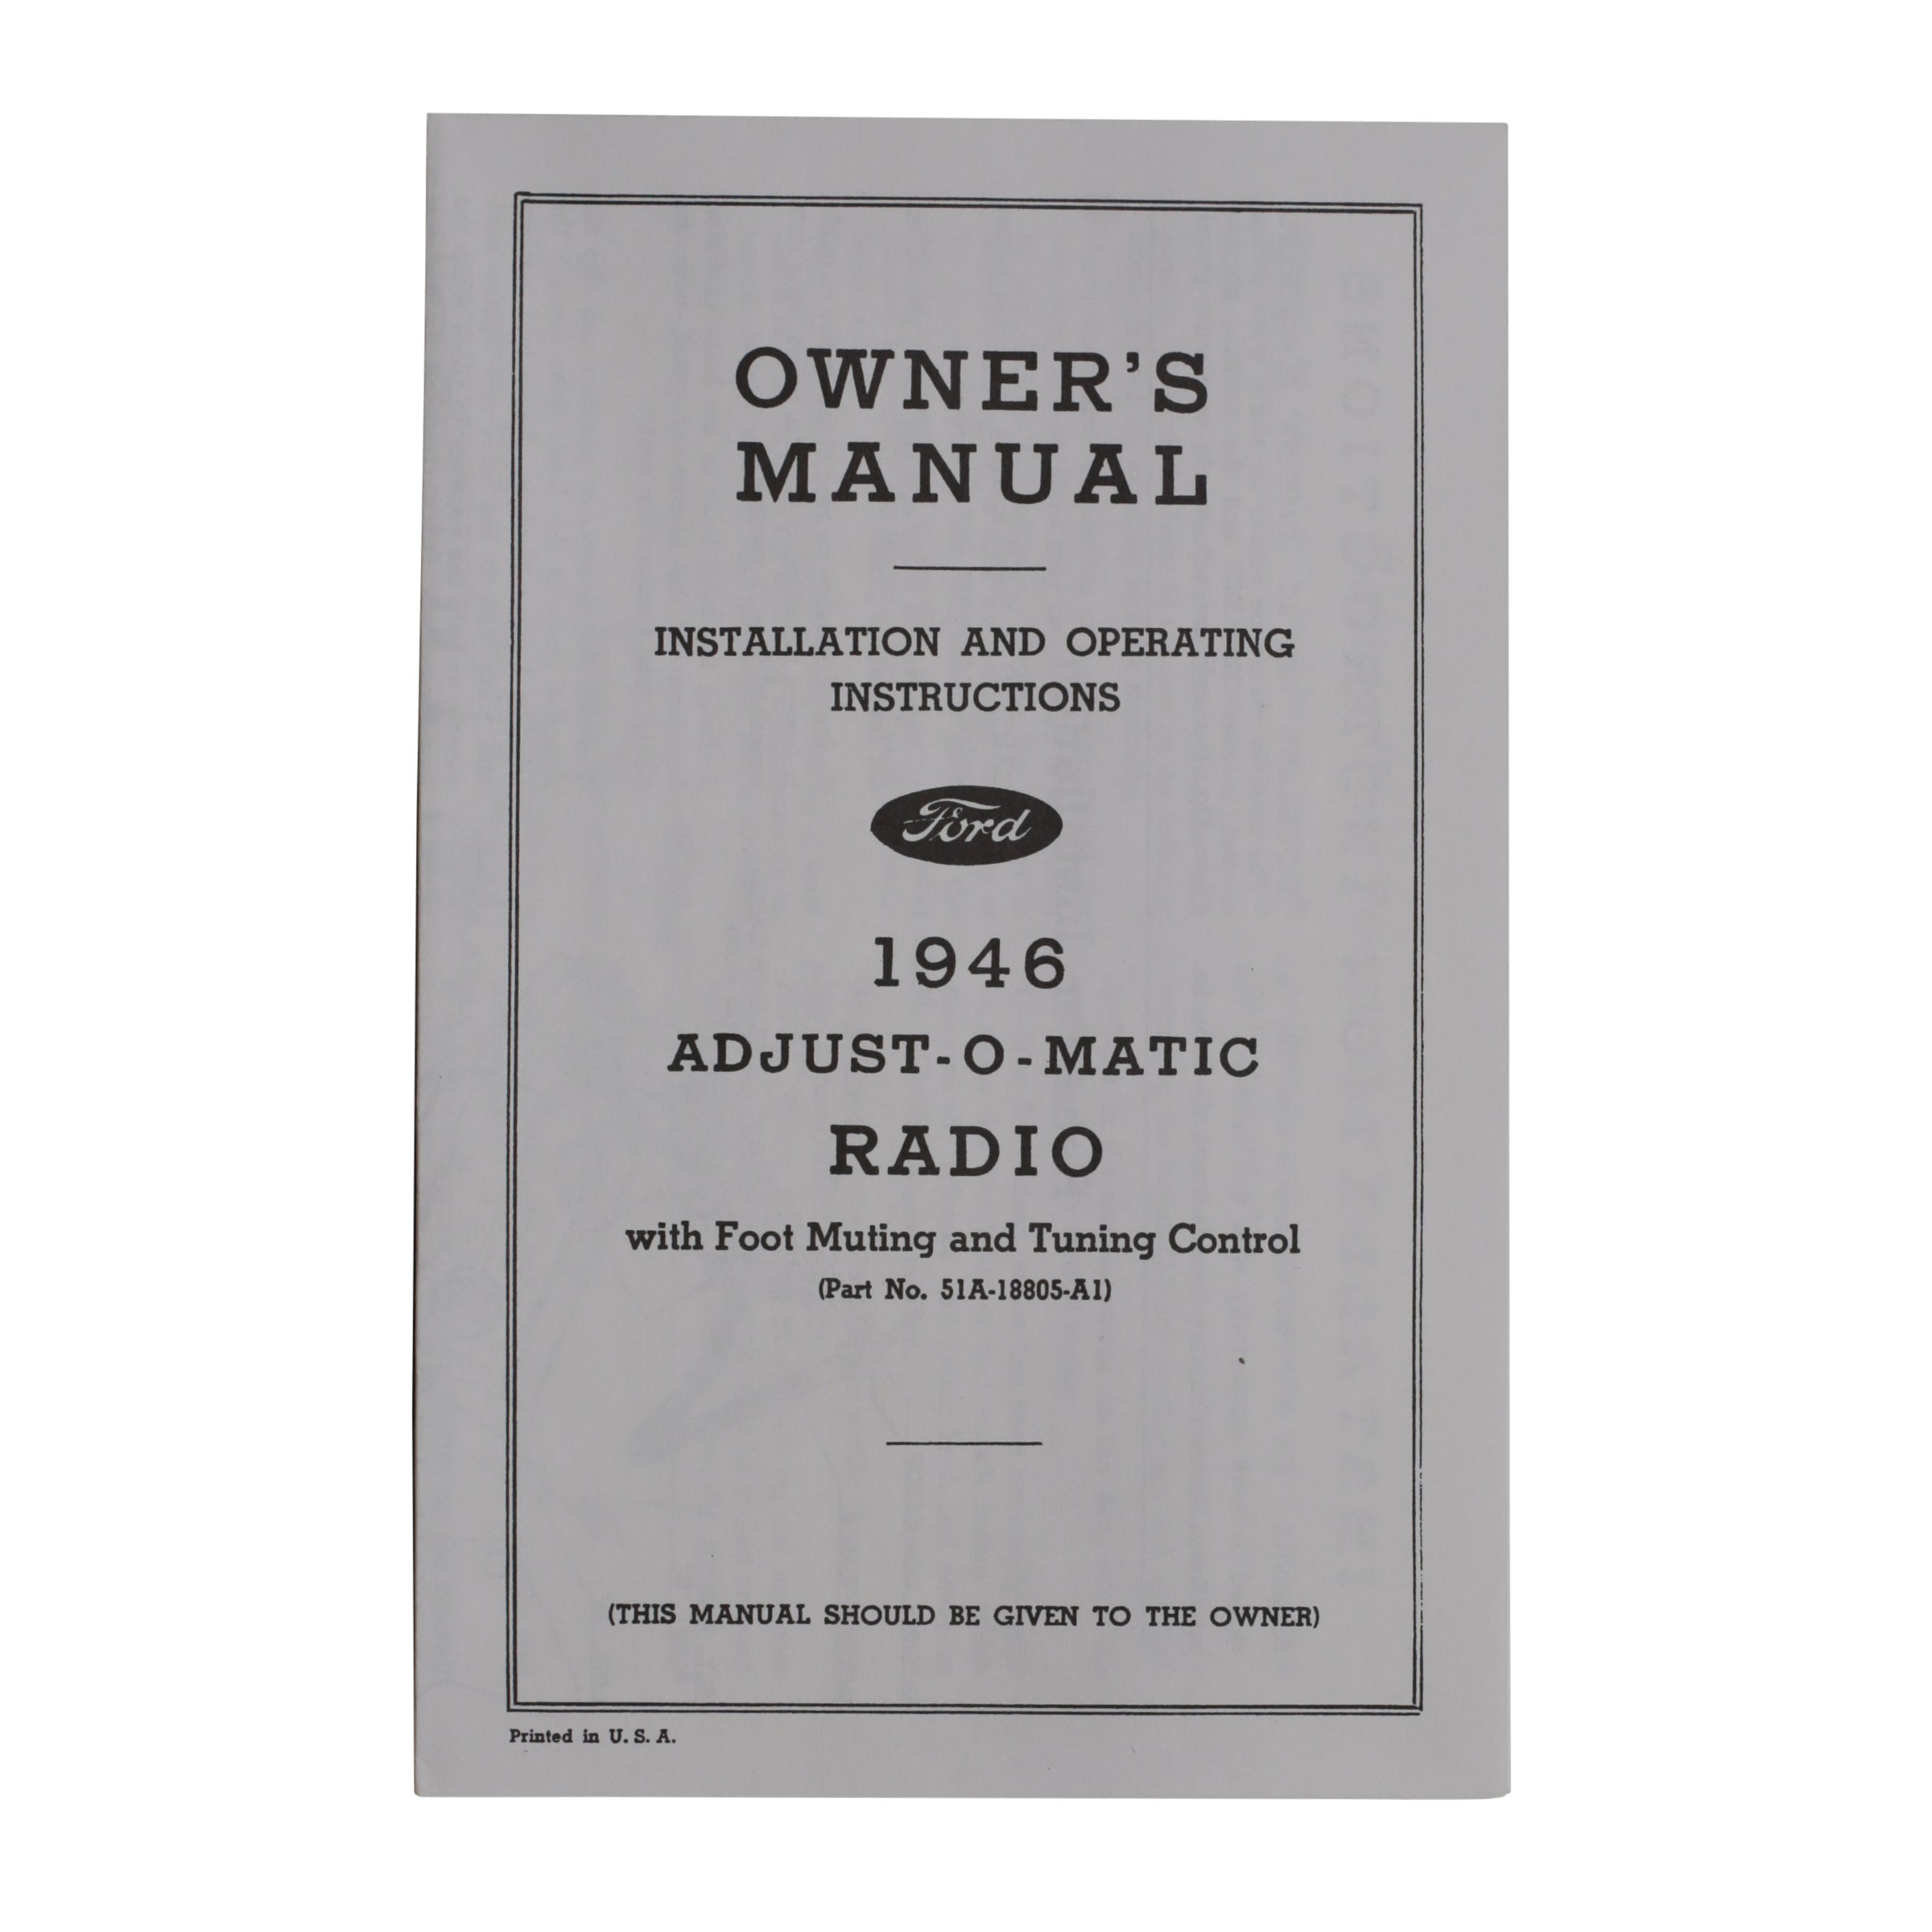 OWNER'S
MANUAL
INSTALLATION AND OPERATING
INSTRUCTIONS
Ford
1946
ADJUST-O-MATIC
RADIO
with Foot Muting and Tuning Control
(Part No. 51A-18805-A1)
(THIS MANUAL SHOULD BE GIVEN TO THE OWNER)
Printed in U. S. A.